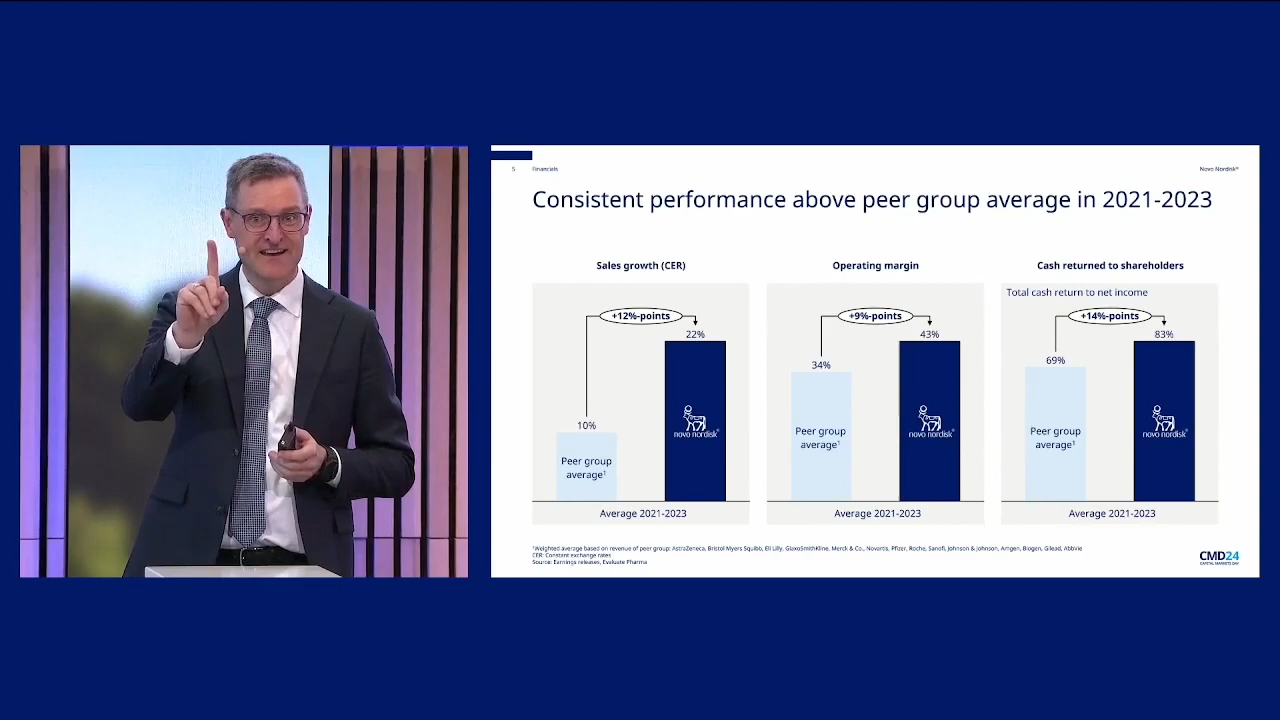 5 Financials Novo Nordisk®
Consistent performance above peer group average in 2021-2023
Sales growth (CER)
+12%-points
22%
10%
Peer group
average¹
novo nordisk®
Average 2021-2023
Operating margin
+9%-points
43%
34%
Peer group
average¹
novo nordisk®
Average 2021-2023
Cash returned to shareholders
Total cash return to net income
+14%-points
83%
69%
Peer group
average¹
novo nordisk®
Average 2021-2023
¹Weighted average based on revenue of peer group: AstraZeneca, Bristol Myers Squibb, Eli Lilly, GlaxoSmithKline, Merck & Co., Novartis, Pfizer, Roche, Sanofi, Johnson & Johnson, Amgen, Biogen, Gilead, AbbVie
CER: Constant exchange rates
Source: Earnings releases, Evaluate Pharma
CMD24
CAPITAL MARKETS DAY